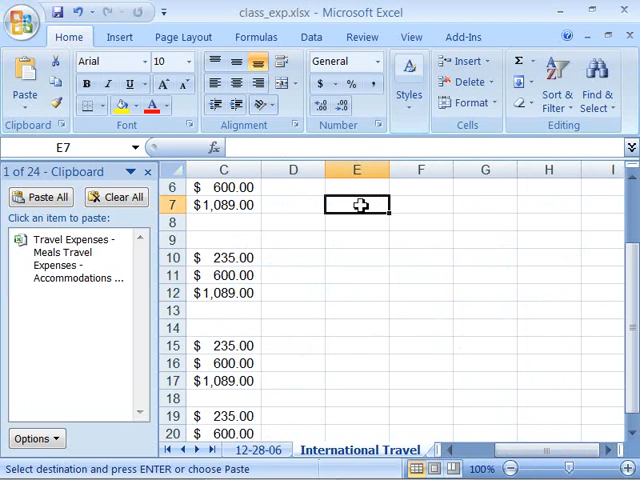 class_exp.xlsx - Microsoft Excel
Home Insert Page Layout Formulas Data Review View Add-Ins
Paste
Clipboard
Arial 10
B I U A A
A
Font
Alignment
General
$ % ,
Number
Styles
Insert
Delete
Format
Cells
Σ
Sort & Filter
Find & Select
Editing
E7 fx
1 of 24 - Clipboard
Paste All Clear All
Click an item to paste:
Travel Expenses -
Meals Travel
Expenses -
Accommodations ...
Options
C D E F G H I
6 $ 600.00
7 $1,089.00
8
9
10 $ 235.00
11 $ 600.00
12 $1,089.00
13
14
15 $ 235.00
16 $ 600.00
17 $1,089.00
18
19 $ 235.00
20 $ 600.00
12-28-06 International Travel
Select destination and press ENTER or choose Paste 100%